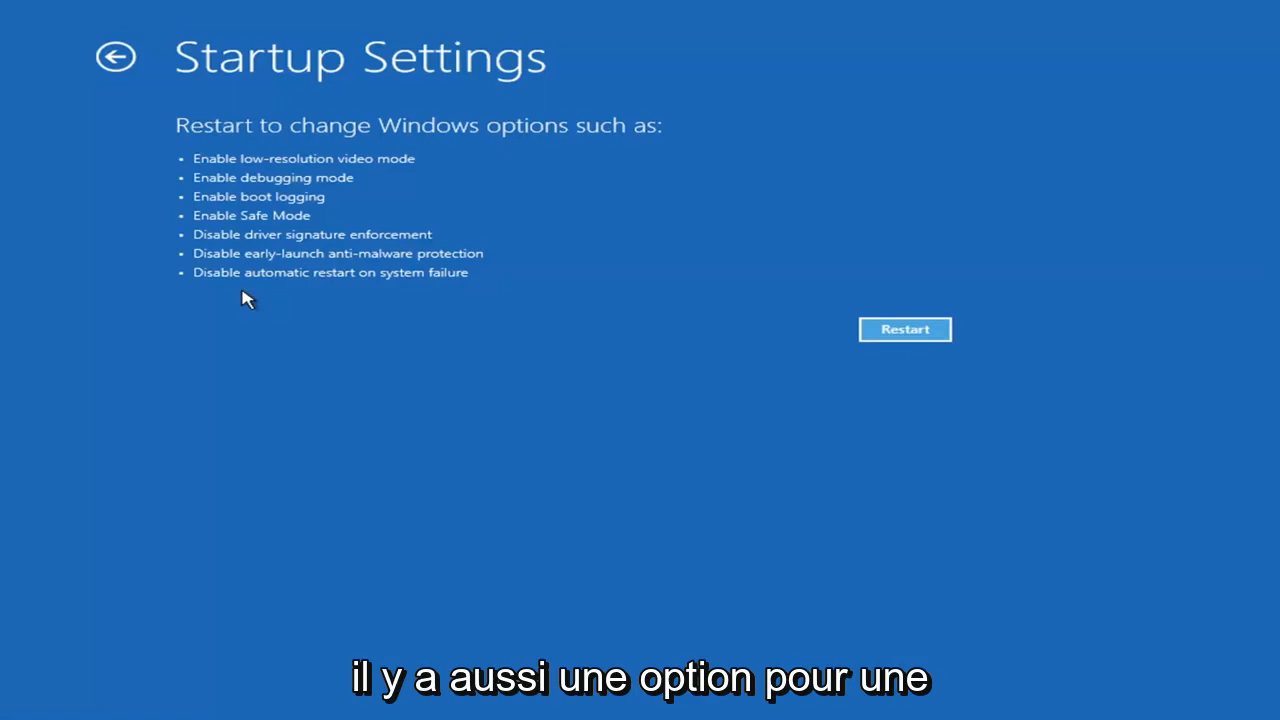 Startup Settings
Restart to change Windows options such as:
• Enable low-resolution video mode
• Enable debugging mode
• Enable boot logging
• Enable Safe Mode
• Disable driver signature enforcement
• Disable early-launch anti-malware protection
• Disable automatic restart on system failure
Restart
il y a aussi une option pour une